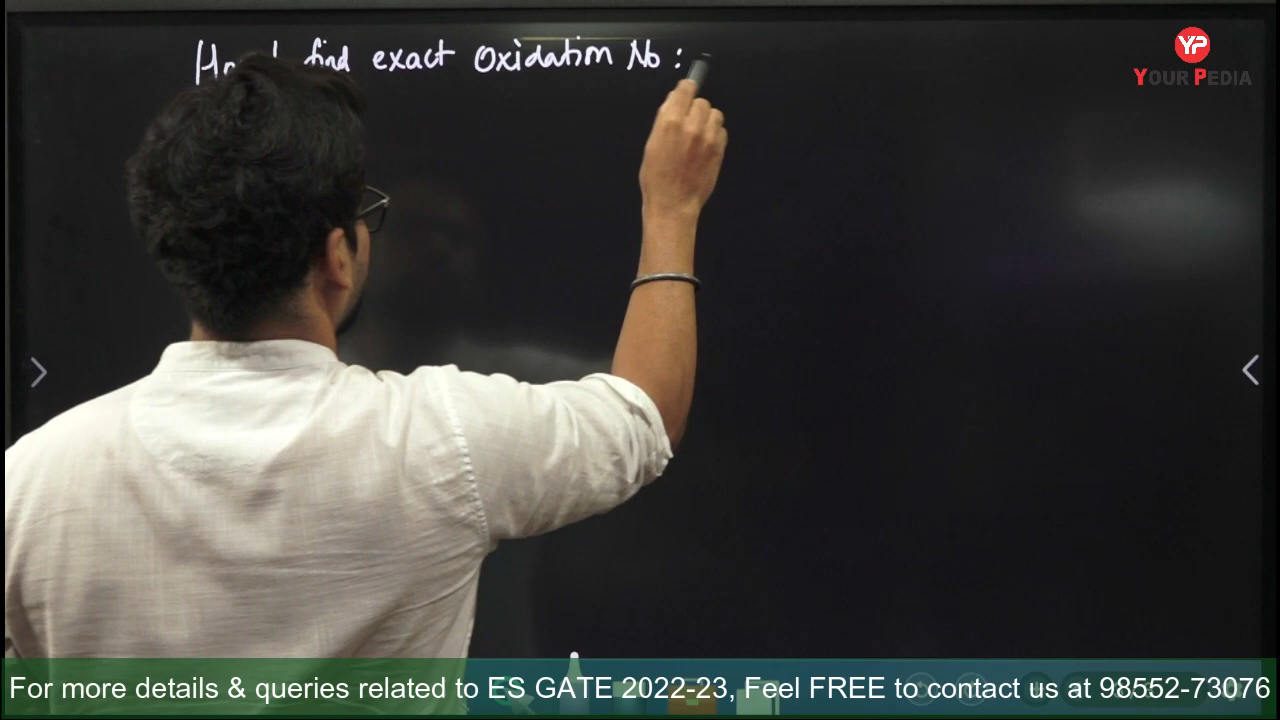 find exact Oxidation No :
YP
YOUR PEDIA
For more details & queries related to ES GATE 2022-23, Feel FREE to contact us at 98552-73076